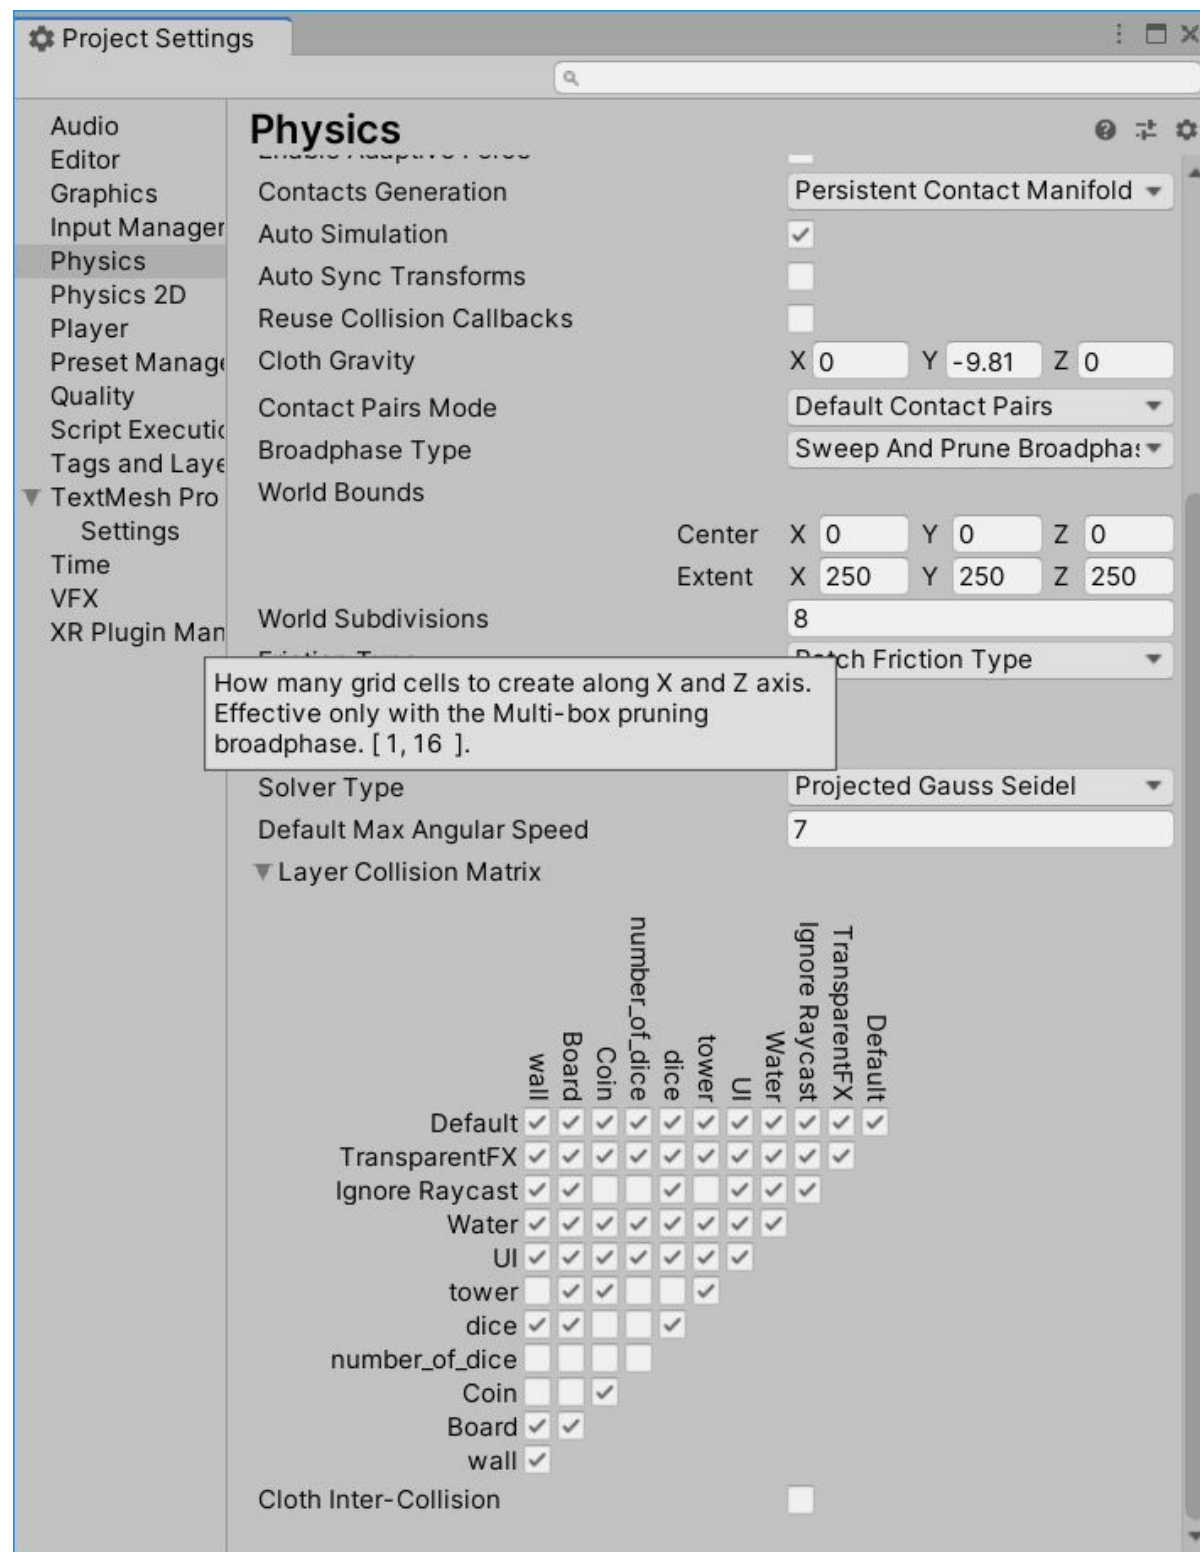 Project Settings
Audio
Editor
Graphics
Input Manager
Physics
Physics 2D
Player
Preset Manage
Quality
Script Executio
Tags and Laye
TextMesh Pro
Settings
Time
VFX
XR Plugin Man
Physics
Contacts Generation Persistent Contact Manifold
Auto Simulation
Auto Sync Transforms
Reuse Collision Callbacks
Cloth Gravity X 0 Y -9.81 Z 0
Contact Pairs Mode Default Contact Pairs
Broadphase Type Sweep And Prune Broadphas
World Bounds
Center X 0 Y 0 Z 0
Extent X 250 Y 250 Z 250
World Subdivisions 8
Patch Friction Type
How many grid cells to create along X and Z axis.
Effective only with the Multi-box pruning
broadphase. [ 1, 16 ].
Solver Type Projected Gauss Seidel
Default Max Angular Speed 7
Layer Collision Matrix
wall
Board
Coin
number_of_dice
dice
tower
UI
Water
Ignore Raycast
TransparentFX
Default
Default
TransparentFX
Ignore Raycast
Water
UI
tower
dice
number_of_dice
Coin
Board
wall
Cloth Inter-Collision